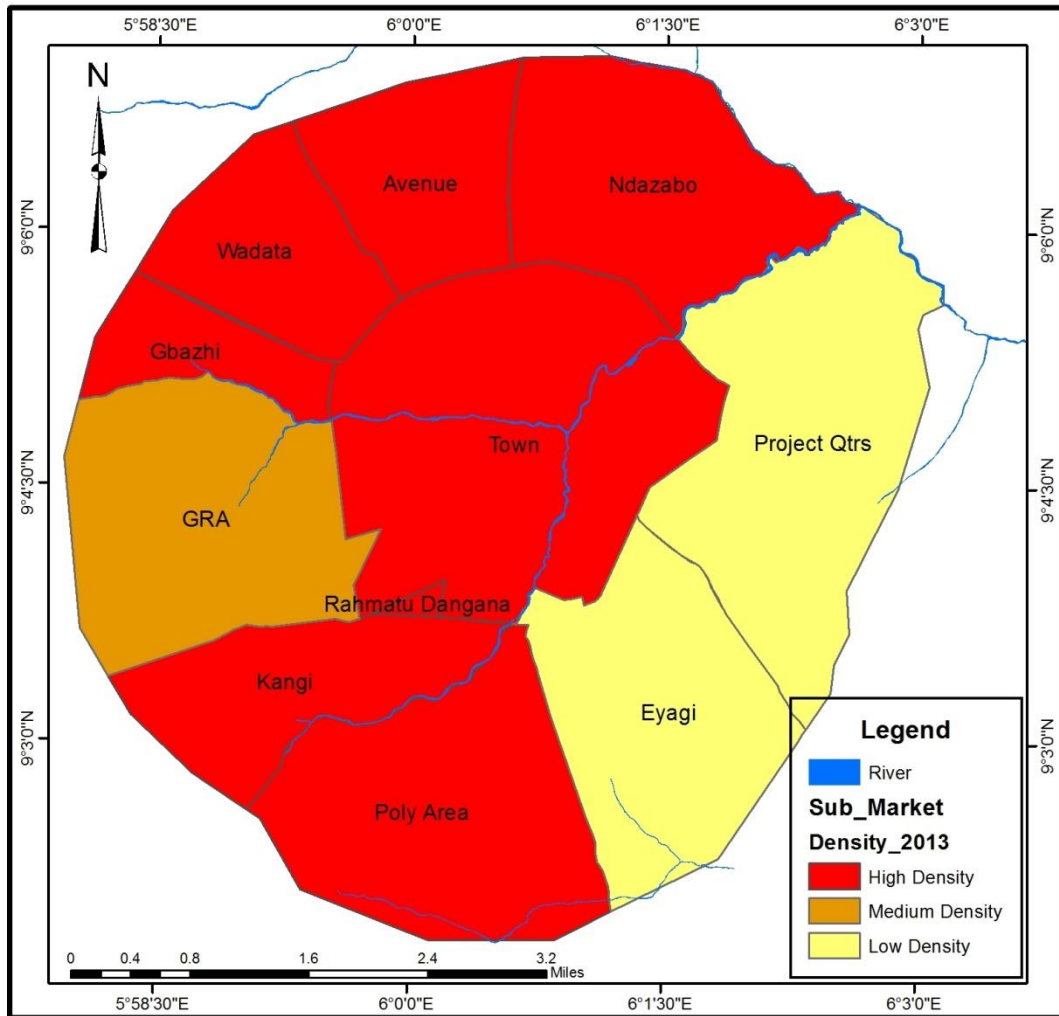 5°58'30"E 6°0'0"E 6°1'30"E 6°3'0"E
N
Avenue
Ndazabo
Wadata
9°6'0"N
9°6'0"N
Gbazhi
Town
Project Qtrs
9°4'30"N
9°4'30"N
GRA
Rahmatu Dangana
Kangi
Eyagi
9°3'0"N
9°3'0"N
Poly Area
Legend
River
Sub_Market
Density_2013
High Density
Medium Density
Low Density
0 0.4 0.8 1.6 2.4 3.2
Miles
5°58'30"E 6°0'0"E 6°1'30"E 6°3'0"E